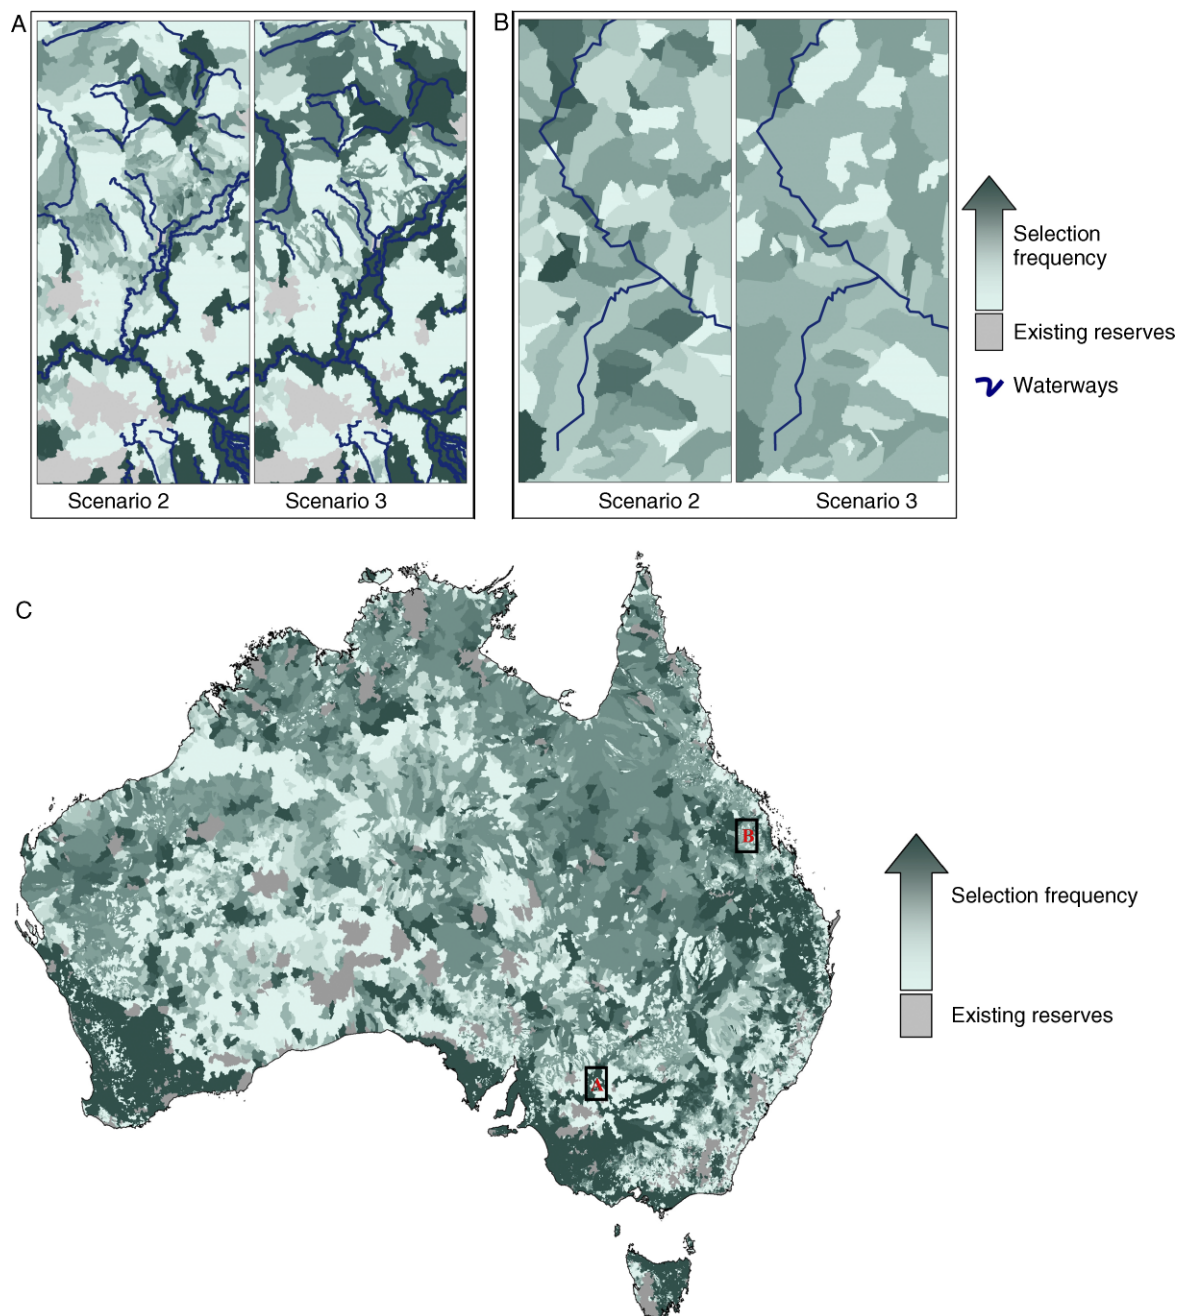 A
B
Scenario 2
Scenario 3
Scenario 2
Scenario 3
Selection
frequency
Existing reserves
Waterways
C
B
A
Selection frequency
Existing reserves